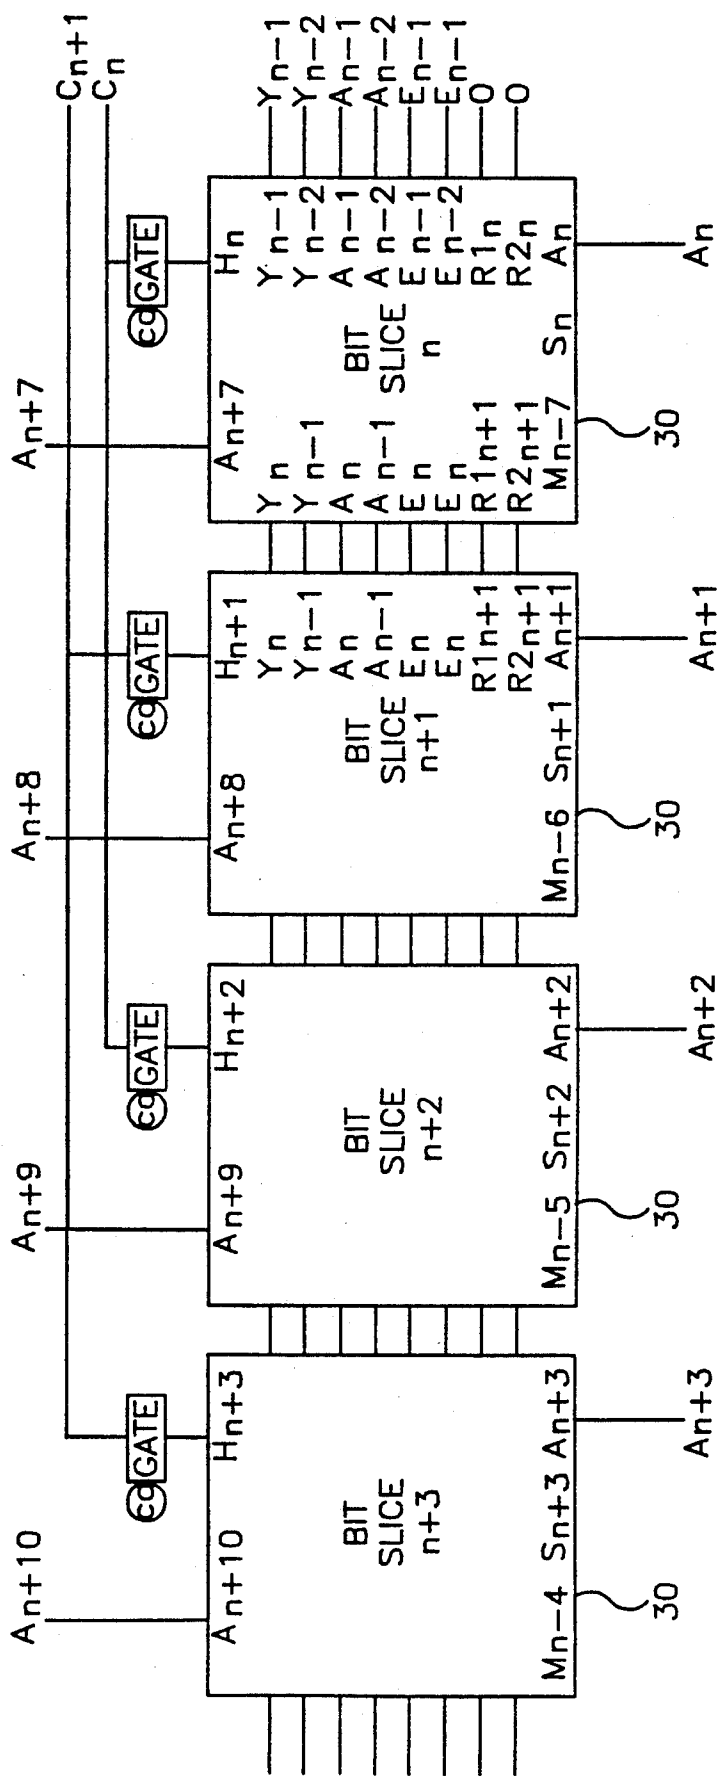 An+10 An+9 An+8 An+7
Cn+1
Cn
cq GATE cq GATE cq GATE cq GATE
An+10 Hn+3 An+9 Hn+2 An+8 Hn+1 An+7 Hn
Yn Yn Yn−1 Yn−1
Yn−1 Yn−1 Yn−2 Yn−2
BIT BIT BIT BIT
An An An−1 An−1
SLICE SLICE SLICE SLICE
An−1 An−1 An−2 An−2
n+3 n+2 n+1 n
En En En−1 En−1
En En En−2 En−1
R1n+1 R1n+1 R1n O
R2n+1 R2n+1 R2n O
Mn−4 Sn+3 An+3 Mn−5 Sn+2 An+2 Mn−6 Sn+1 An+1 Mn−7 Sn An
30 30 30 30
An+3 An+2 An+1 An